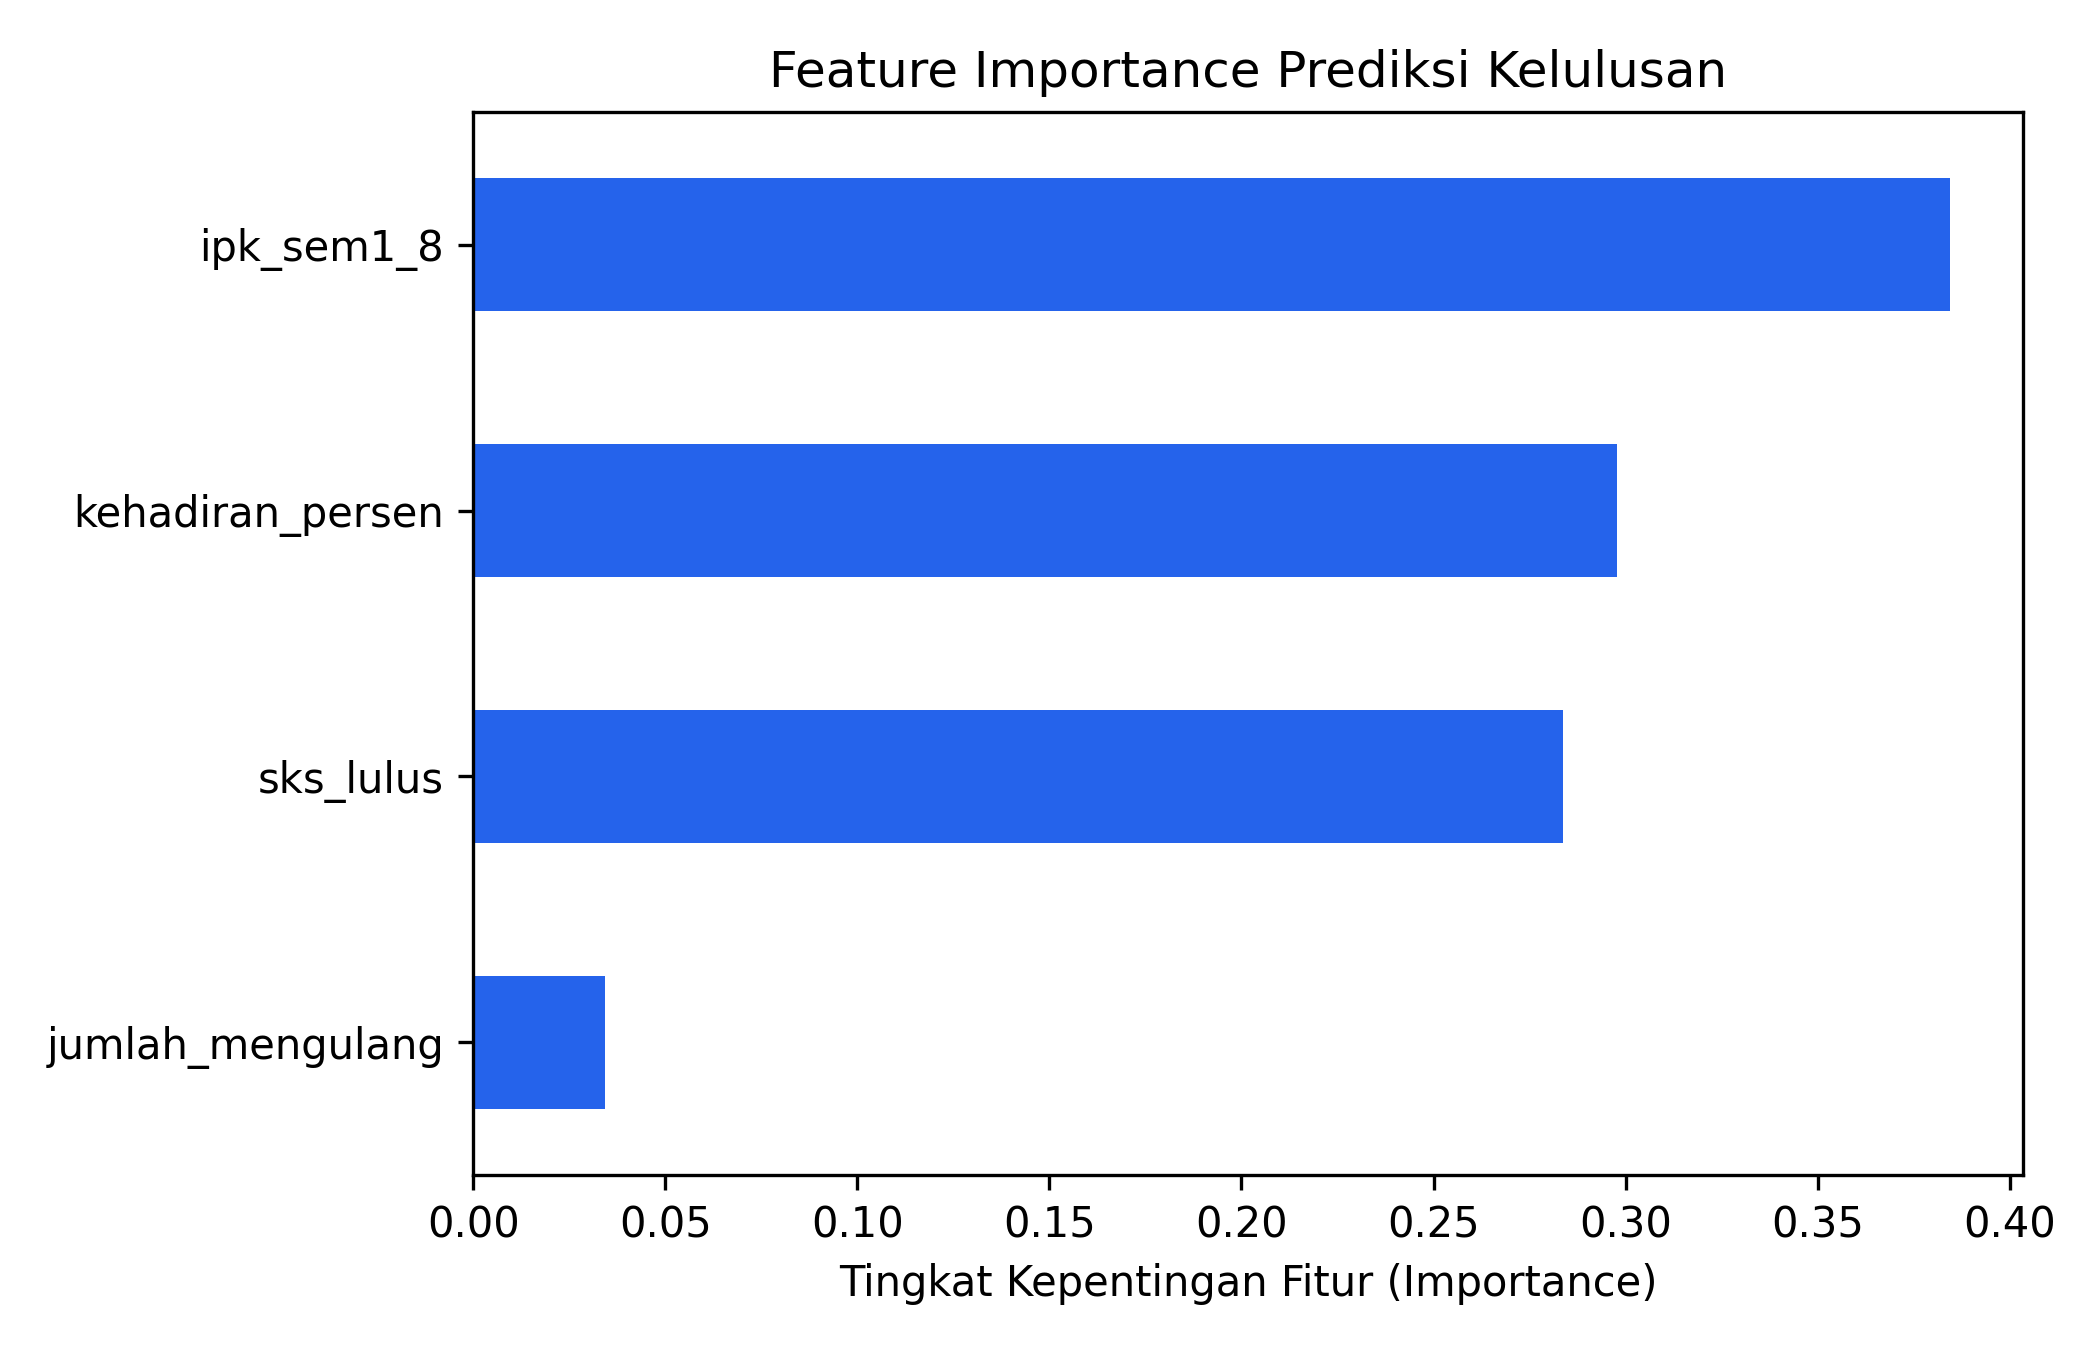 Feature Importance Prediksi Kelulusan
ipk_sem1_8
kehadiran_persen
sks_lulus
jumlah_mengulang
0.00 0.05 0.10 0.15 0.20 0.25 0.30 0.35 0.40
Tingkat Kepentingan Fitur (Importance)